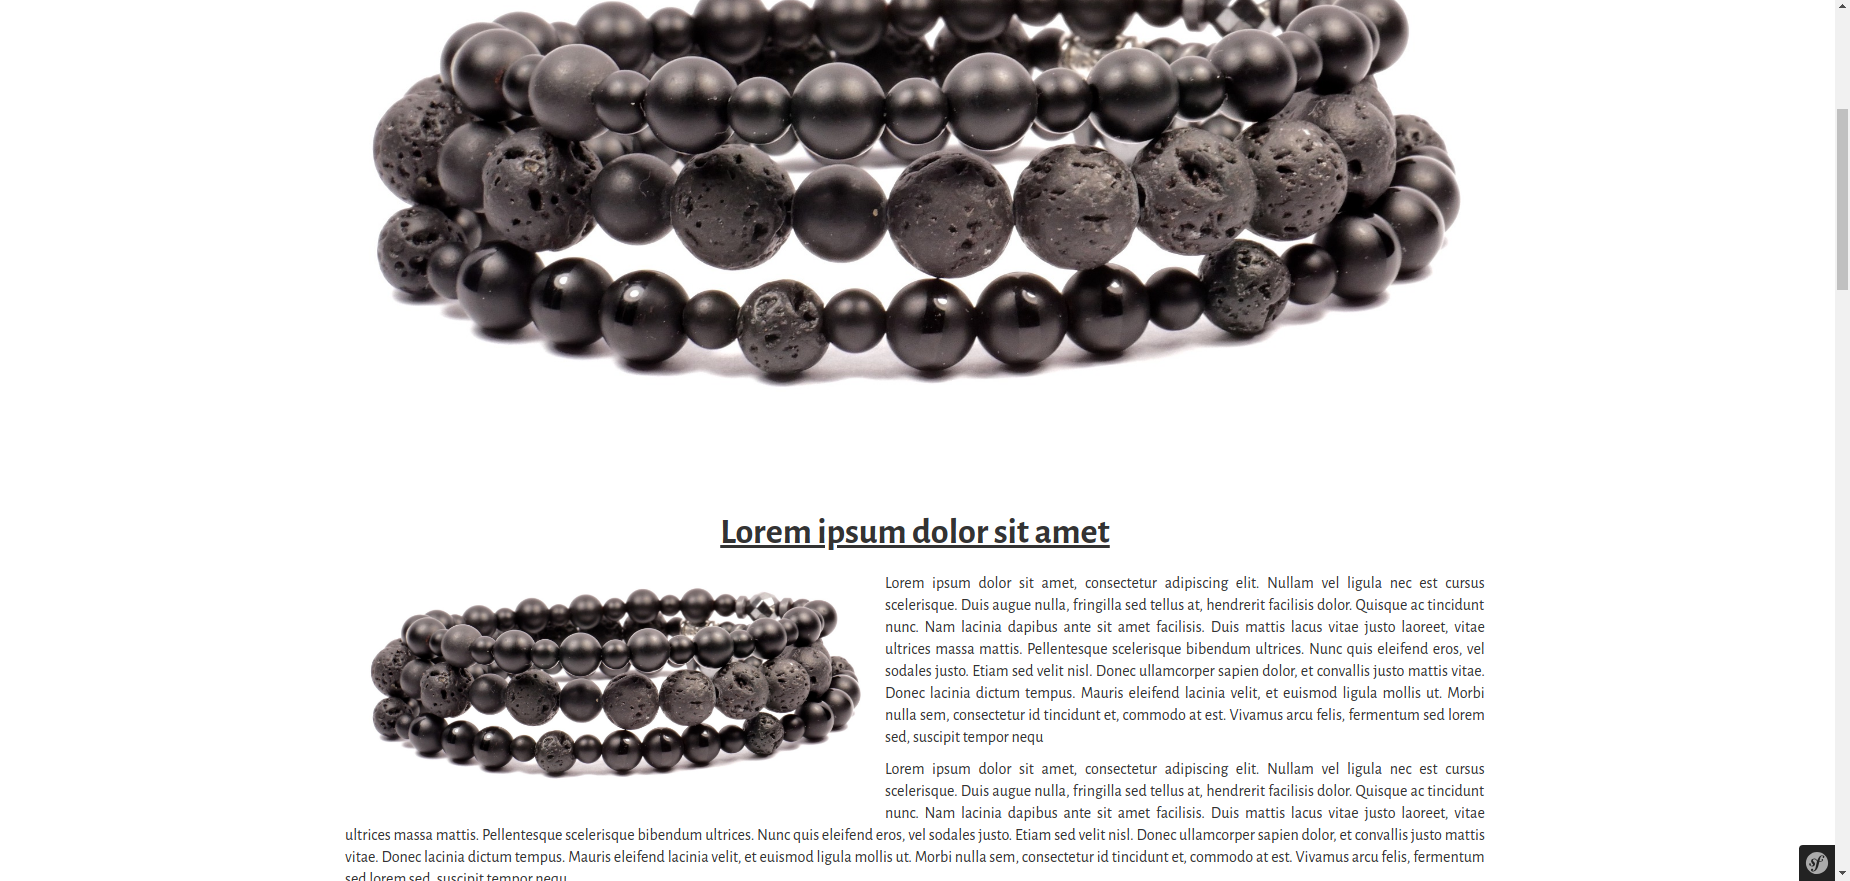 Lorem ipsum dolor sit amet
Lorem ipsum dolor sit amet, consectetur adipiscing elit. Nullam vel ligula nec est cursus
scelerisque. Duis augue nulla, fringilla sed tellus at, hendrerit facilisis dolor. Quisque ac tincidunt
nunc. Nam lacinia dapibus ante sit amet facilisis. Duis mattis lacus vitae justo laoreet, vitae
ultrices massa mattis. Pellentesque scelerisque bibendum ultrices. Nunc quis eleifend eros, vel
sodales justo. Etiam sed velit nisl. Donec ullamcorper sapien dolor, et convallis justo mattis vitae.
Donec lacinia dictum tempus. Mauris eleifend lacinia velit, et euismod ligula mollis ut. Morbi
nulla sem, consectetur id tincidunt et, commodo at est. Vivamus arcu felis, fermentum sed lorem
sed, suscipit tempor nequ
Lorem ipsum dolor sit amet, consectetur adipiscing elit. Nullam vel ligula nec est cursus
scelerisque. Duis augue nulla, fringilla sed tellus at, hendrerit facilisis dolor. Quisque ac tincidunt
nunc. Nam lacinia dapibus ante sit amet facilisis. Duis mattis lacus vitae justo laoreet, vitae
ultrices massa mattis. Pellentesque scelerisque bibendum ultrices. Nunc quis eleifend eros, vel sodales justo. Etiam sed velit nisl. Donec ullamcorper sapien dolor, et convallis justo mattis
vitae. Donec lacinia dictum tempus. Mauris eleifend lacinia velit, et euismod ligula mollis ut. Morbi nulla sem, consectetur id tincidunt et, commodo at est. Vivamus arcu felis, fermentum
sed lorem sed, suscipit tempor nequ
sf